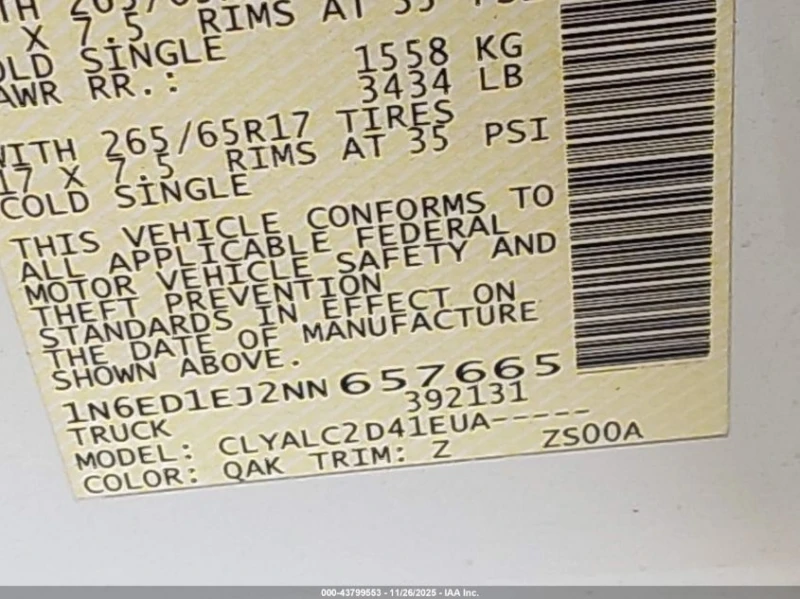 X 7.5 RIMS AT 35
COLD SINGLE
GAWR RR.: 1558 KG
3434 LB
WITH 265/65R17 TIRES
17 X 7.5 RIMS AT 35 PSI
COLD SINGLE
THIS VEHICLE CONFORMS TO
ALL APPLICABLE FEDERAL
MOTOR VEHICLE SAFETY AND
THEFT PREVENTION
STANDARDS IN EFFECT ON
THE DATE OF MANUFACTURE
SHOWN ABOVE.
1N6ED1EJ2NN657665
TRUCK 392131
MODEL: CLYALC2D41EUA-----
COLOR: QAK TRIM: Z ZS00A
000-43799553 - 11/26/2025 - IAA Inc.